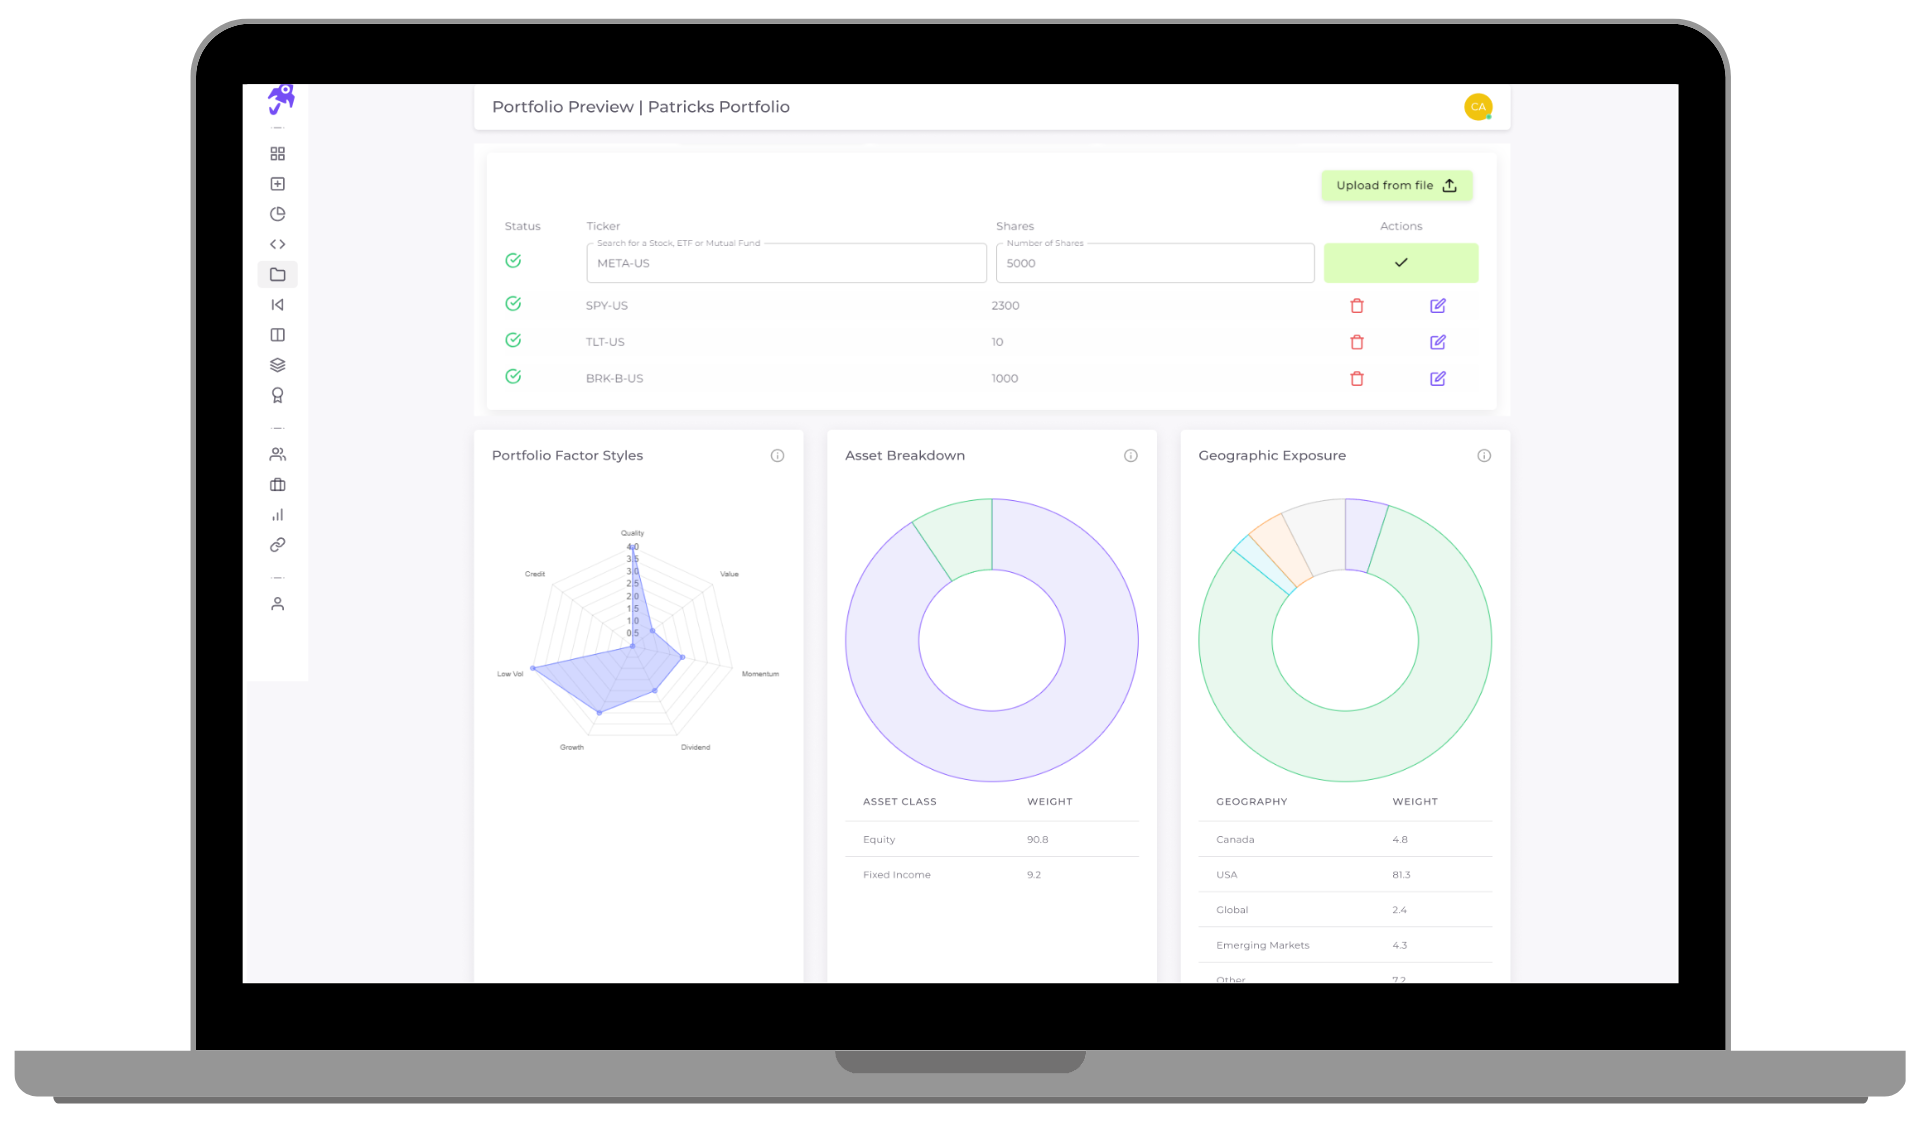 Portfolio Preview | Patricks Portfolio
CA
Upload from file
Status Ticker Shares Actions
Search for a Stock, ETF or Mutual Fund Number of Shares
META-US 5000
SPY-US 2300
TLT-US 10
BRK-B-US 1000
Portfolio Factor Styles
Quality
4.0
3.5
3.0
2.5
2.0
1.5
1.0
0.5
Credit
Value
Low Vol
Momentum
Growth
Dividend
Asset Breakdown
ASSET CLASS WEIGHT
Equity 90.8
Fixed Income 9.2
Geographic Exposure
GEOGRAPHY WEIGHT
Canada 4.8
USA 81.3
Global 2.4
Emerging Markets 4.3
Other 7.2